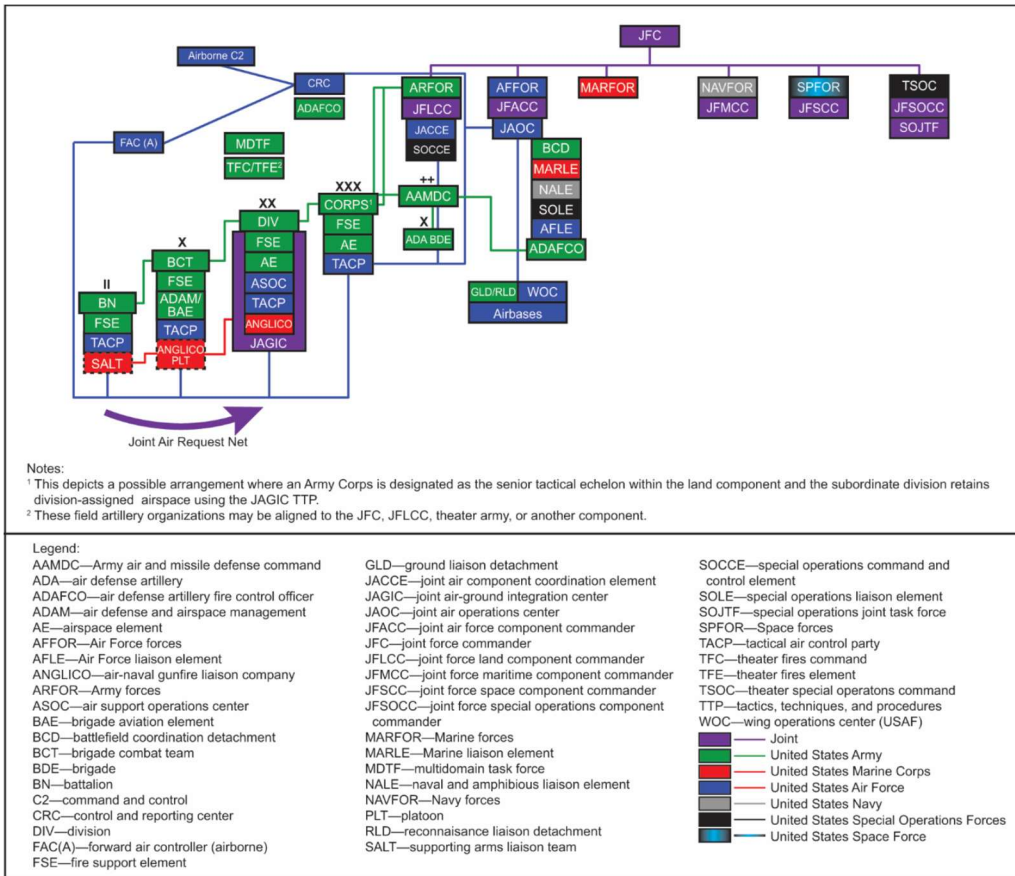 JFC
Airborne C2
CRC
ADAFCO
FAC (A)
MDTF
TFC/TFE²
ARFOR
JFLCC
JACCE
SOCCE
AFFOR
JFACC
JAOC
MARFOR
NAVFOR
JFMCC
SPFOR
JFSCC
TSOC
JFSOCC
SOJTF
BCD
MARLE
NALE
SOLE
AFLE
ADAFCO
++
AAMDC
X
ADA BDE
XXX
CORPS¹
FSE
AE
TACP
XX
DIV
FSE
AE
ASOC
TACP
ANGLICO
JAGIC
X
BCT
FSE
ADAM/
BAE
TACP
ANGLICO
PLT
II
BN
FSE
TACP
SALT
GLD/RLD
WOC
Airbases
Joint Air Request Net
Notes:
¹ This depicts a possible arrangement where an Army Corps is designated as the senior tactical echelon within the land component and the subordinate division retains
division-assigned airspace using the JAGIC TTP.
² These field artillery organizations may be aligned to the JFC, JFLCC, theater army, or another component.
Legend:
AAMDC—Army air and missile defense command
ADA—air defense artillery
ADAFCO—air defense artillery fire control officer
ADAM—air defense and airspace management
AE—airspace element
AFFOR—Air Force forces
AFLE—Air Force liaison element
ANGLICO—air-naval gunfire liaison company
ARFOR—Army forces
ASOC—air support operations center
BAE—brigade aviation element
BCD—battlefield coordination detachment
BCT—brigade combat team
BDE—brigade
BN—battalion
C2—command and control
CRC—control and reporting center
DIV—division
FAC(A)—forward air controller (airborne)
FSE—fire support element
GLD—ground liaison detachment
JACCE—joint air component coordination element
JAGIC—joint air-ground integration center
JAOC—joint air operations center
JFACC—joint air force component commander
JFC—joint force commander
JFLCC—joint force land component commander
JFMCC—joint force maritime component commander
JFSCC—joint force space component commander
JFSOCC—joint force special operations component
commander
MARFOR—Marine forces
MARLE—Marine liaison element
MDTF—multidomain task force
NALE—naval and amphibious liaison element
NAVFOR—Navy forces
PLT—platoon
RLD—reconnaisance liaison detachment
SALT—supporting arms liaison team
SOCCE—special operations command and
control element
SOLE—special operations liaison element
SOJTF—special operations joint task force
SPFOR—Space forces
TACP—tactical air control party
TFC—theater fires command
TFE—theater fires element
TSOC—theater special operatons command
TTP—tactics, techniques, and procedures
WOC—wing operations center (USAF)
Joint
United States Army
United States Marine Corps
United States Air Force
United States Navy
United States Special Operations Forces
United States Space Force